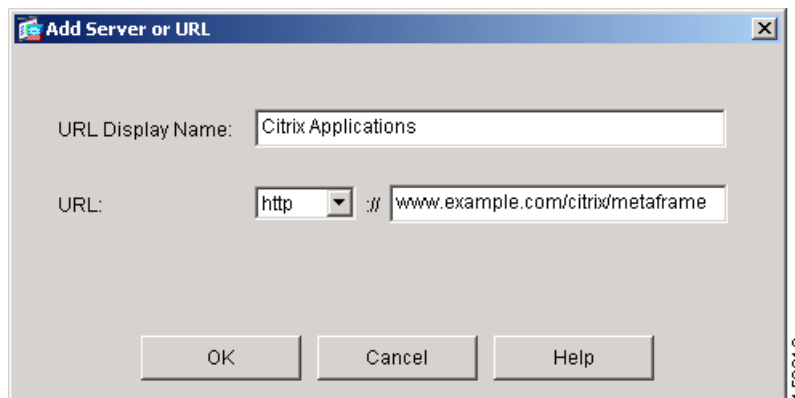 Add Server or URL
URL Display Name: Citrix Applications
URL: http :// www.example.com/citrix/metaframe
OK Cancel Help